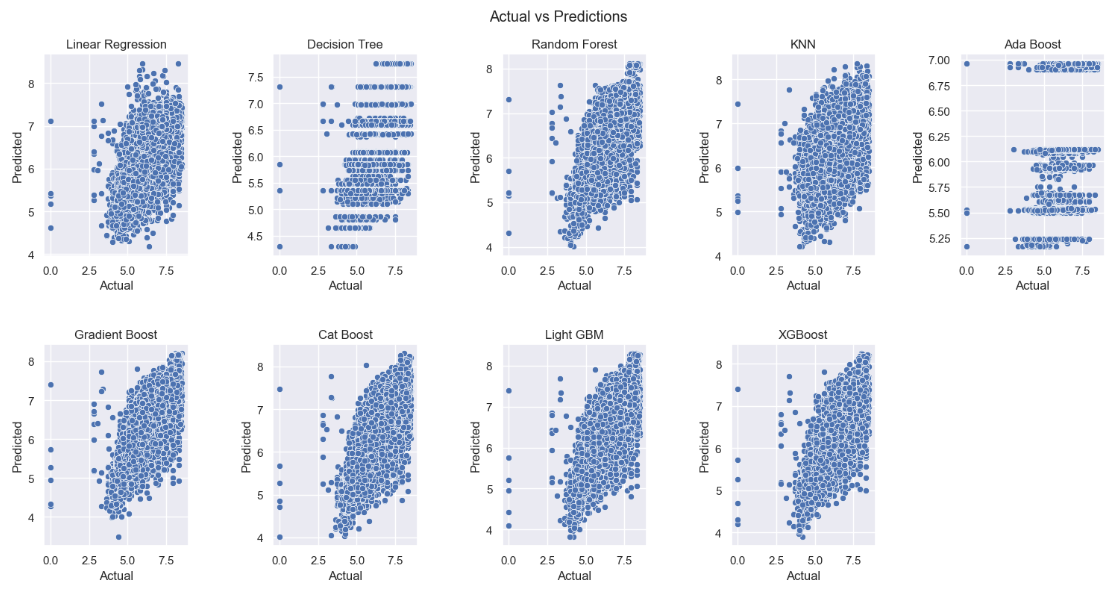 Actual vs Predictions
Linear Regression
Predicted
8
7
6
5
4
0.0 2.5 5.0 7.5
Actual
Decision Tree
Predicted
7.5
7.0
6.5
6.0
5.5
5.0
4.5
0.0 2.5 5.0 7.5
Actual
Random Forest
Predicted
8
7
6
5
4
0.0 2.5 5.0 7.5
Actual
KNN
Predicted
8
7
6
5
4
0.0 2.5 5.0 7.5
Actual
Ada Boost
Predicted
7.00
6.75
6.50
6.25
6.00
5.75
5.50
5.25
0.0 2.5 5.0 7.5
Actual
Gradient Boost
Predicted
8
7
6
5
4
0.0 2.5 5.0 7.5
Actual
Cat Boost
Predicted
8
7
6
5
4
0.0 2.5 5.0 7.5
Actual
Light GBM
Predicted
8
7
6
5
4
0.0 2.5 5.0 7.5
Actual
XGBoost
Predicted
8
7
6
5
4
0.0 2.5 5.0 7.5
Actual